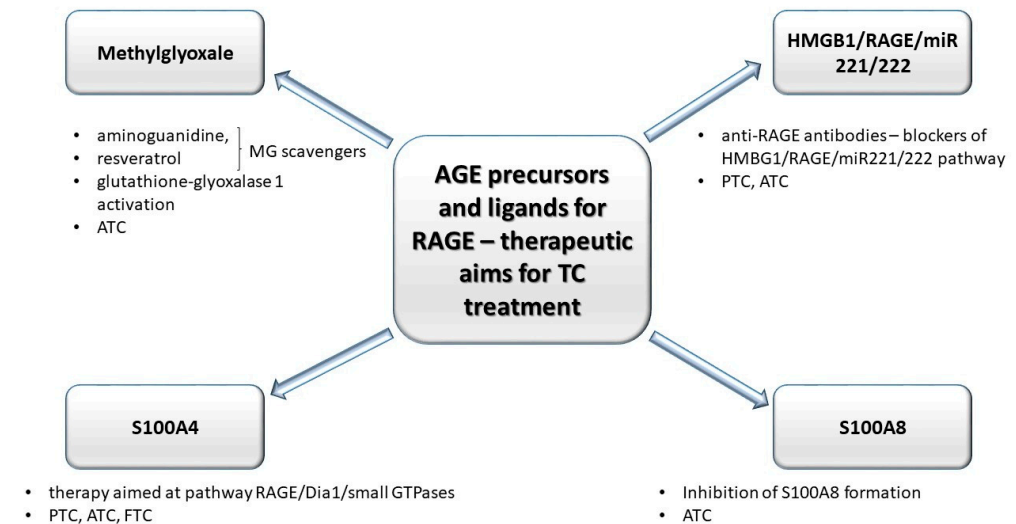 Methylglyoxale
HMGB1/RAGE/miR
221/222
• aminoguanidine,
• resveratrol
MG scavengers
• glutathione-glyoxalase 1
activation
• ATC
• anti-RAGE antibodies – blockers of
HMBG1/RAGE/miR221/222 pathway
• PTC, ATC
AGE precursors
and ligands for
RAGE – therapeutic
aims for TC
treatment
S100A4
S100A8
• therapy aimed at pathway RAGE/Dia1/small GTPases
• PTC, ATC, FTC
• Inhibition of S100A8 formation
• ATC